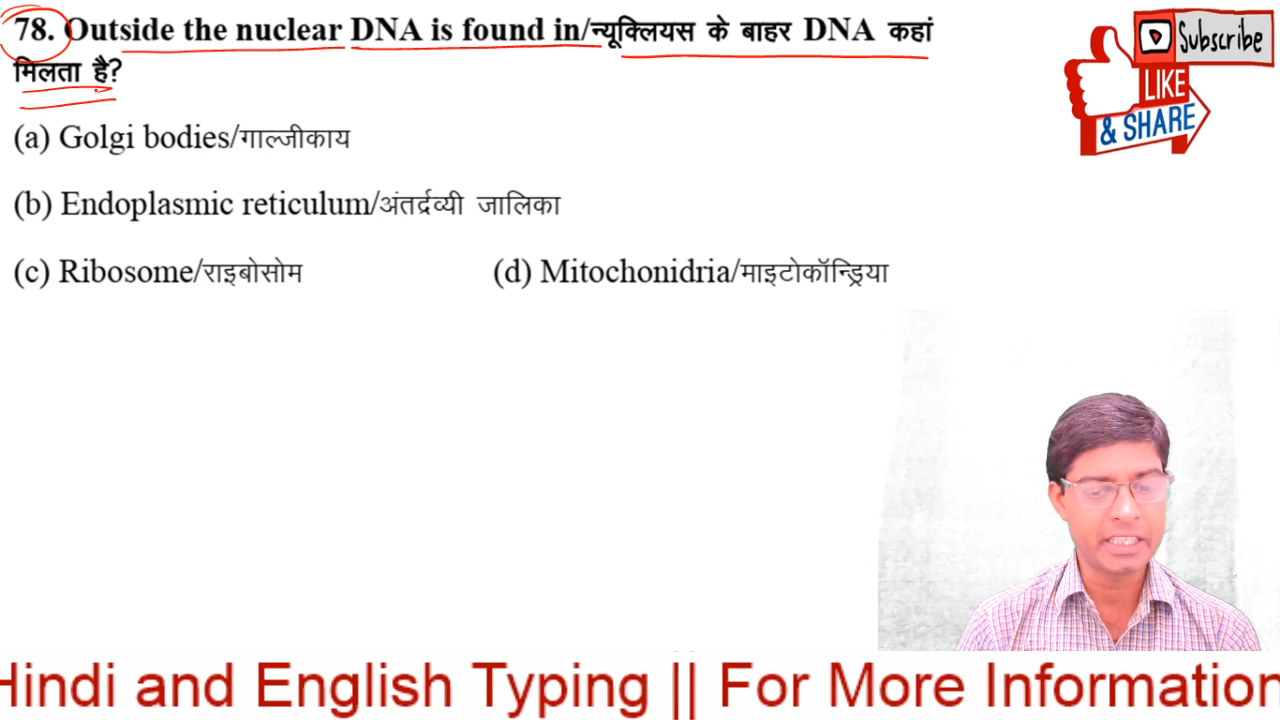 78. Outside the nuclear DNA is found in/न्यूक्लियस के बाहर DNA कहां
मिलता है?
(a) Golgi bodies/गाल्जीकाय
(b) Endoplasmic reticulum/अंतर्द्रव्यी जालिका
(c) Ribosome/राइबोसोम
(d) Mitochonidria/माइटोकॉन्ड्रिया
Subscribe
LIKE
& SHARE
Hindi and English Typing || For More Information